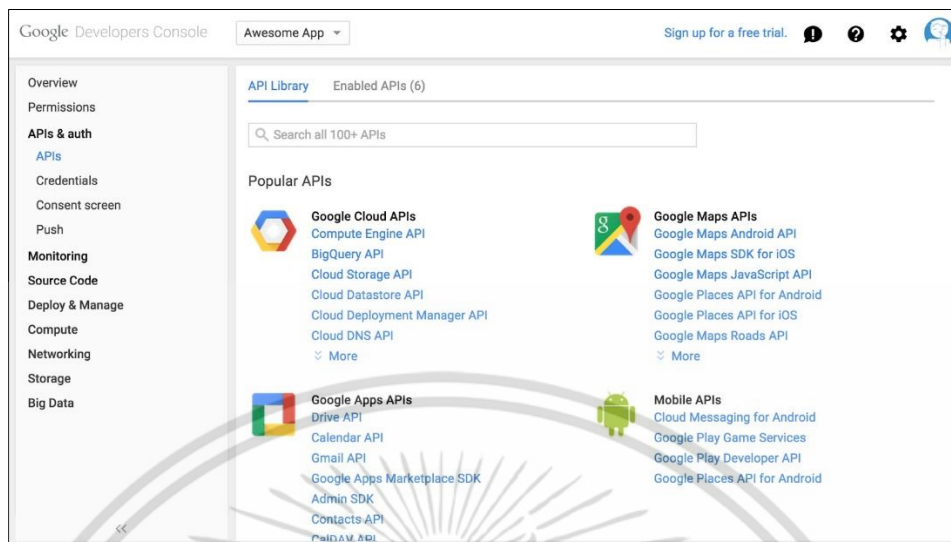 Google Developers Console
Awesome App
Sign up for a free trial.
Overview
Permissions
APIs & auth
APIs
Credentials
Consent screen
Push
Monitoring
Source Code
Deploy & Manage
Compute
Networking
Storage
Big Data
API Library Enabled APIs (6)
Search all 100+ APIs
Popular APIs
Google Cloud APIs
Compute Engine API
BigQuery API
Cloud Storage API
Cloud Datastore API
Cloud Deployment Manager API
Cloud DNS API
More
Google Maps APIs
Google Maps Android API
Google Maps SDK for iOS
Google Maps JavaScript API
Google Places API for Android
Google Places API for iOS
Google Maps Roads API
More
Google Apps APIs
Drive API
Calendar API
Gmail API
Google Apps Marketplace SDK
Admin SDK
Contacts API
CalDAV API
Mobile APIs
Cloud Messaging for Android
Google Play Game Services
Google Play Developer API
Google Places API for Android